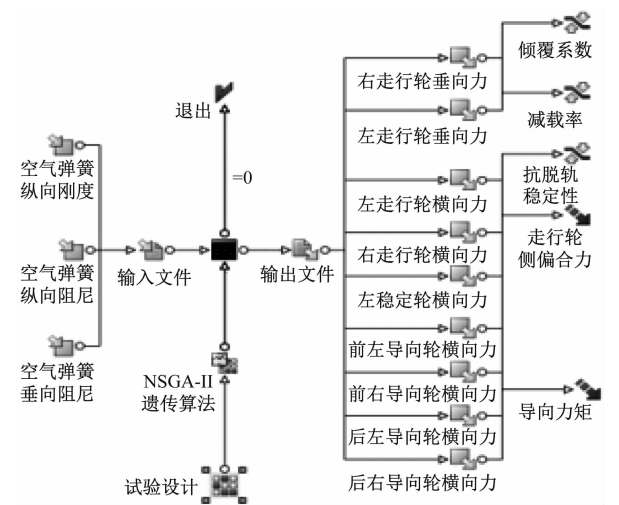 空气弹簧
纵向刚度
空气弹簧
纵向阻尼
空气弹簧
垂向阻尼
输入文件
退出
=0
NSGA-II
遗传算法
试验设计
输出文件
右走行轮垂向力
左走行轮垂向力
左走行轮横向力
右走行轮横向力
左稳定轮横向力
前左导向轮横向力
前右导向轮横向力
后左导向轮横向力
后右导向轮横向力
倾覆系数
减载率
抗脱轨
稳定性
走行轮
侧偏合力
导向力矩